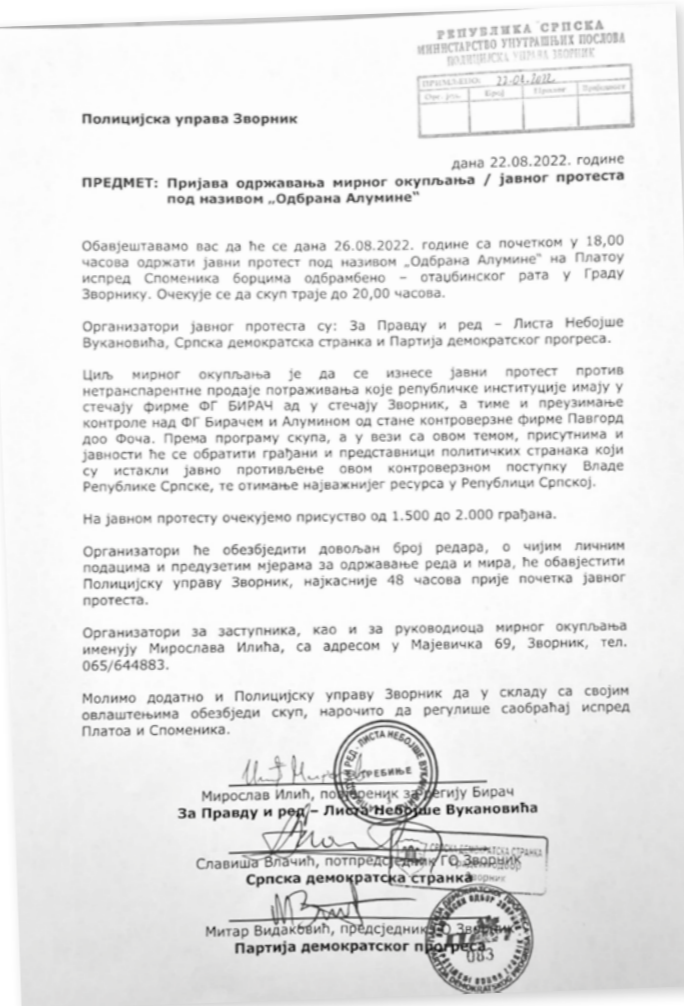 РЕПУБЛИКА СРПСКА
МИНИСТАРСТВО УНУТРАШЊИХ ПОСЛОВА
ПОЛИЦИЈСКА УПРАВА ЗВОРНИК
ПРИМЉЕНО: 22.08.2022.
Орг. јед. Број Прилог Вриједност
Полицијска управа Зворник
дана 22.08.2022. године
ПРЕДМЕТ: Пријава одржавања мирног окупљања / јавног протеста
под називом „Одбрана Алумине“
Обавјештавамо вас да ће се дана 26.08.2022. године са почетком у 18,00
часова одржати јавни протест под називом „Одбрана Алумине“ на Платоу
испред Споменика борцима одбрамбено – отаџбинског рата у Граду
Зворнику. Очекује се да скуп траје до 20,00 часова.
Организатори јавног протеста су: За Правду и ред – Листа Небојше
Вукановића, Српска демократска странка и Партија демократског прогреса.
Циљ мирног окупљања је да се изнесе јавни протест против
нетранспарентне продаје потраживања које републичке институције имају у
стечају фирме ФГ БИРАЧ ад у стечају Зворник, а тиме и преузимање
контроле над ФГ Бирачем и Алумином од стане контроверзне фирме Павгорд
доо Фоча. Према програму скупа, а у вези са овом темом, присутнима и
јавности ће се обратити грађани и представници политичких странака који
су истакли јавно противљење овом контроверзном поступку Владе
Републике Српске, те отимање најважнијег ресурса у Републици Српској.
На јавном протесту очекујемо присуство од 1.500 до 2.000 грађана.
Организатори ће обезбједити довољан број редара, о чијим личним
подацима и предузетим мјерама за одржавање реда и мира, ће обавјестити
Полицијску управу Зворник, најкасније 48 часова прије почетка јавног
протеста.
Организатори за заступника, као и за руководиоца мирног окупљања
именују Мирослава Илића, са адресом у Мајевичка 69, Зворник, тел.
065/644883.
Молимо додатно и Полицијску управу Зворник да у складу са својим
овлаштењима обезбједи скуп, нарочито да регулише саобраћај испред
Платоа и Споменика.
ТРЕБИЊЕ
Мирослав Илић, повјереник за регију Бирач
За Правду и ред – Листа Небојше Вукановића
СРПСКА ДЕМОКРАТСКА СТРАНКА
Славиша Влачић, потпредсједник ГО Зворник
Зворник
Српска демократска странка
Митар Видаковић, предсједник ГО Зворник
Партија демократског прогреса
083